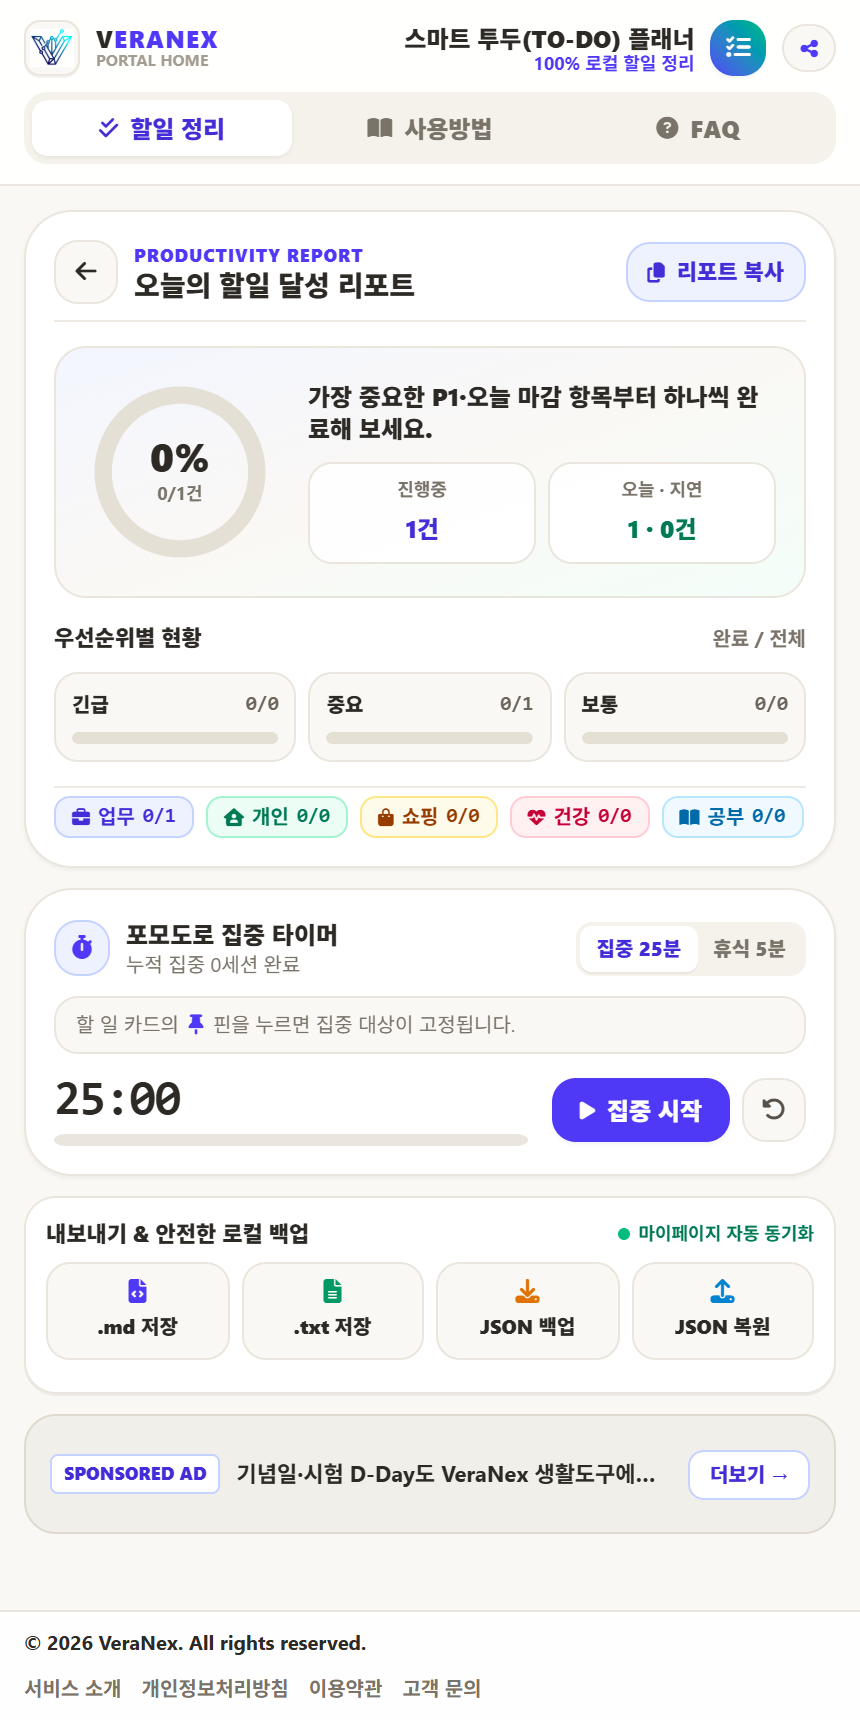 VERANEX
PORTAL HOME
스마트 투두(TO-DO) 플래너
100% 로컬 할일 정리
할일 정리
사용방법
FAQ
PRODUCTIVITY REPORT
오늘의 할일 달성 리포트
리포트 복사
0%
0/1건
가장 중요한 P1·오늘 마감 항목부터 하나씩 완
료해 보세요.
진행중
1건
오늘 · 지연
1 · 0건
우선순위별 현황
완료 / 전체
긴급 0/0
중요 0/1
보통 0/0
업무 0/1
개인 0/0
쇼핑 0/0
건강 0/0
공부 0/0
포모도로 집중 타이머
누적 집중 0세션 완료
집중 25분
휴식 5분
할 일 카드의 핀을 누르면 집중 대상이 고정됩니다.
25:00
집중 시작
내보내기 & 안전한 로컬 백업
마이페이지 자동 동기화
.md 저장
.txt 저장
JSON 백업
JSON 복원
SPONSORED AD
기념일·시험 D-Day도 VeraNex 생활도구에...
더보기 →
© 2026 VeraNex. All rights reserved.
서비스 소개 개인정보처리방침 이용약관 고객 문의